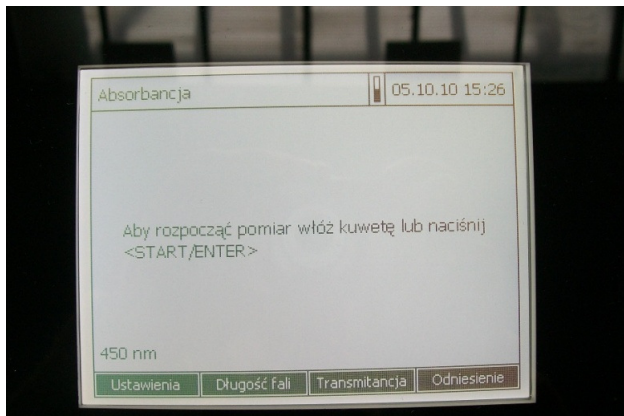 Absorbancja 05.10.10 15:26
Aby rozpocząć pomiar włóż kuwetę lub naciśnij
<START/ENTER>
450 nm
Ustawienia Długość fali Transmitancja Odniesienie